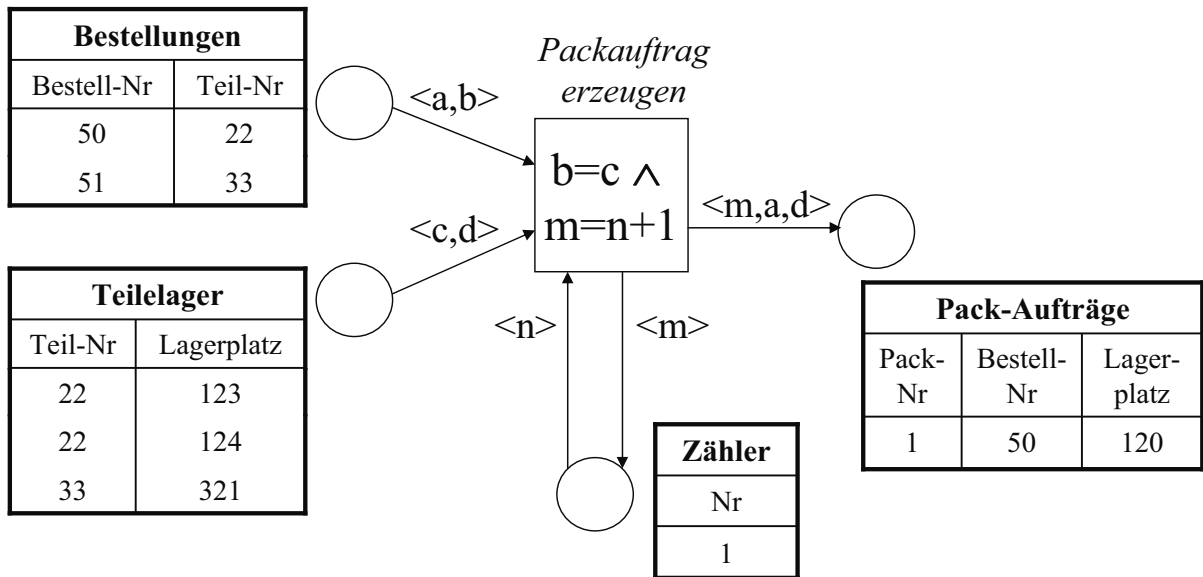 Bestellungen
Bestell-Nr Teil-Nr
50 22
51 33
<a,b>
Packauftrag
erzeugen
b=c ∧
m=n+1
<c,d>
<m,a,d>
Teilelager
Teil-Nr Lagerplatz
22 123
22 124
33 321
<n> <m>
Zähler
Nr
1
Pack-Aufträge
Pack- Bestell- Lager-
Nr Nr platz
1 50 120